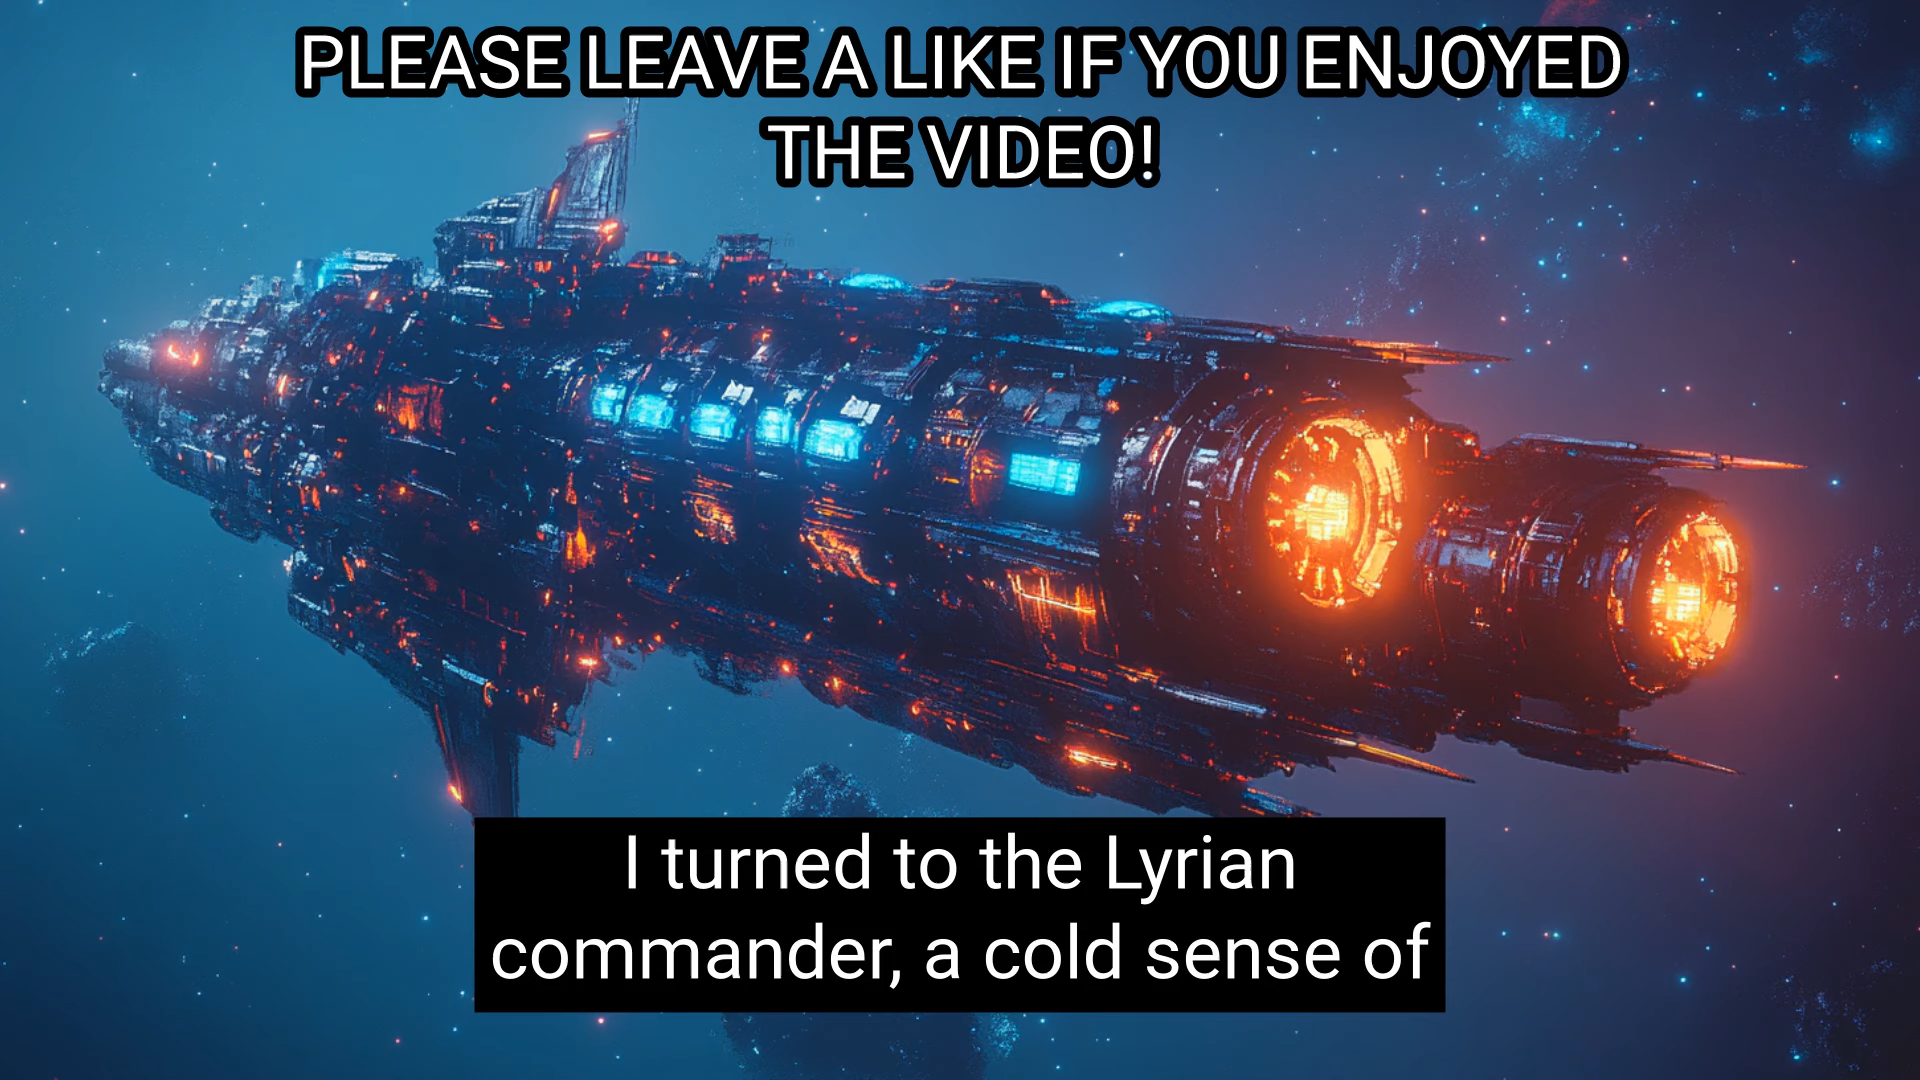 PLEASE LEAVE A LIKE IF YOU ENJOYED
THE VIDEO!
I turned to the Lyrian
commander, a cold sense of